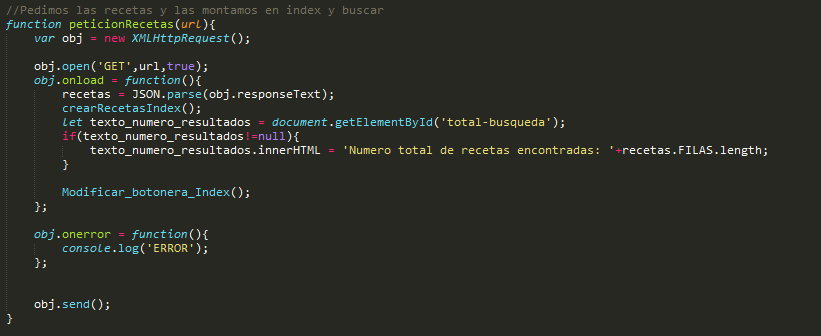 //Pedimos las recetas y las montamos en index y buscar
function peticionRecetas(url){
    var obj = new XMLHttpRequest();
    obj.open('GET',url,true);
    obj.onload = function(){
        recetas = JSON.parse(obj.responseText);
        crearRecetasIndex();
        let texto_numero_resultados = document.getElementById('total-busqueda');
        if(texto_numero_resultados!=null){
            texto_numero_resultados.innerHTML = 'Numero total de recetas encontradas: '+recetas.FILAS.length;
        }
        Modificar_botonera_Index();
    };
    obj.onerror = function(){
        console.log('ERROR');
    };
    obj.send();
}